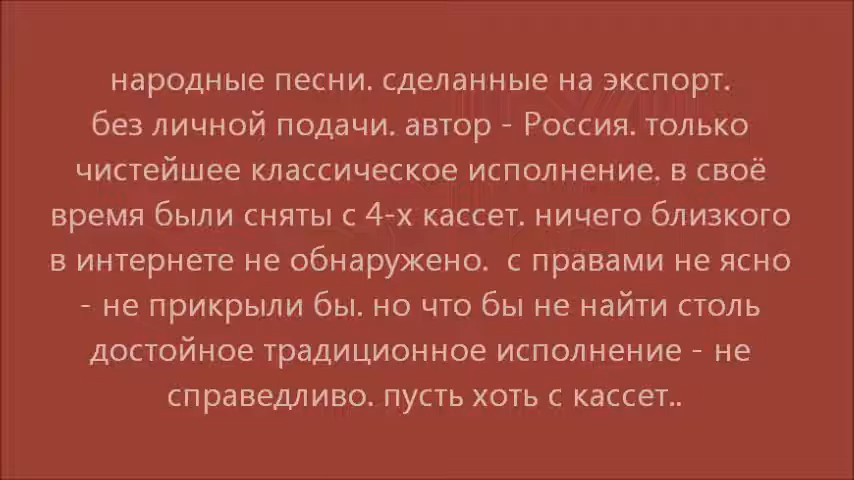 народные песни. сделанные на экспорт.
без личной подачи. автор - Россия. только
чистейшее классическое исполнение. в своё
время были сняты с 4-х кассет. ничего близкого
в интернете не обнаружено.  с правами не ясно
- не прикрыли бы. но что бы не найти столь
достойное традиционное исполнение - не
справедливо. пусть хоть с кассет..